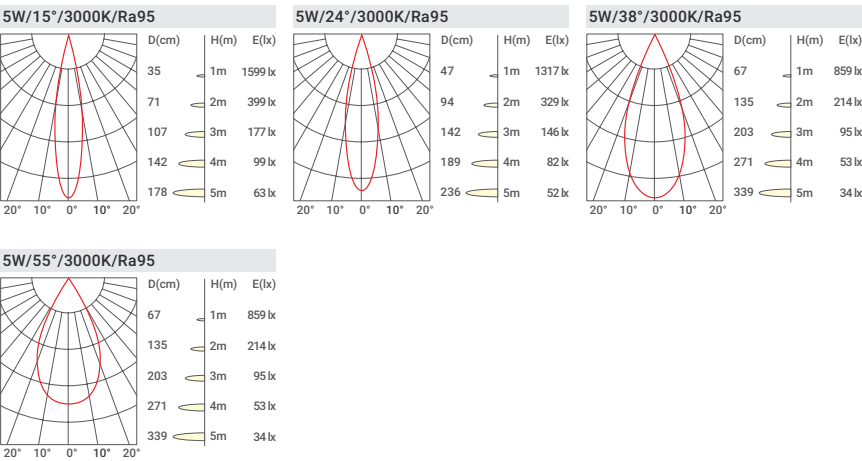 5W/15°/3000K/Ra95
D(cm) H(m) E(lx)
35 1m 1599 lx
71 2m 399 lx
107 3m 177 lx
142 4m 99 lx
178 5m 63 lx
20° 10° 0° 10° 20°
5W/24°/3000K/Ra95
D(cm) H(m) E(lx)
47 1m 1317 lx
94 2m 329 lx
142 3m 146 lx
189 4m 82 lx
236 5m 52 lx
20° 10° 0° 10° 20°
5W/38°/3000K/Ra95
D(cm) H(m) E(lx)
67 1m 859 lx
135 2m 214 lx
203 3m 95 lx
271 4m 53 lx
339 5m 34 lx
20° 10° 0° 10° 20°
5W/55°/3000K/Ra95
D(cm) H(m) E(lx)
67 1m 859 lx
135 2m 214 lx
203 3m 95 lx
271 4m 53 lx
339 5m 34 lx
20° 10° 0° 10° 20°